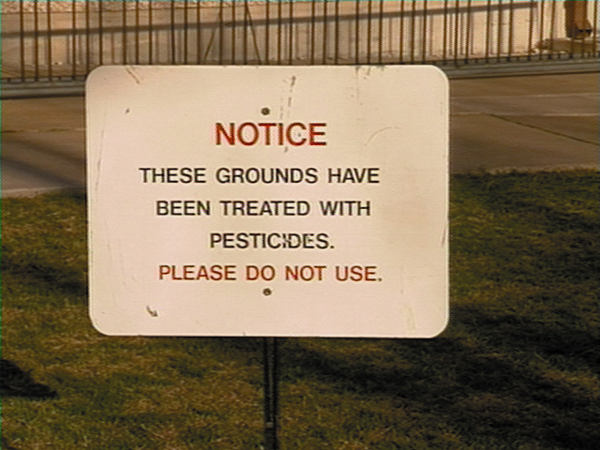 NOTICE
THESE GROUNDS HAVE
BEEN TREATED WITH
PESTICIDES.
PLEASE DO NOT USE.